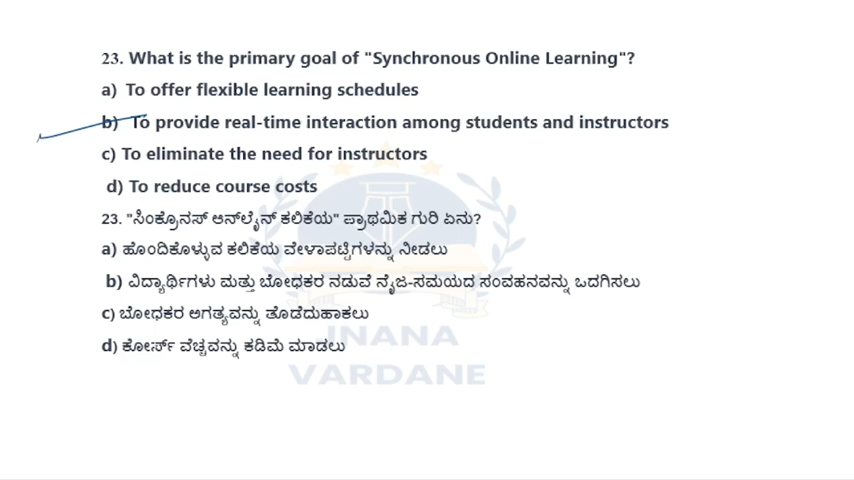 23. What is the primary goal of "Synchronous Online Learning"?
a) To offer flexible learning schedules
b) To provide real-time interaction among students and instructors
c) To eliminate the need for instructors
d) To reduce course costs
23. "ಸಿಂಕ್ರೊನಸ್ ಆನ್‌ಲೈನ್ ಕಲಿಕೆಯ" ಪ್ರಾಥಮಿಕ ಗುರಿ ಏನು?
a) ಹೊಂದಿಕೊಳ್ಳುವ ಕಲಿಕೆಯ ವೇಳಾಪಟ್ಟಿಗಳನ್ನು ನೀಡಲು
b) ವಿದ್ಯಾರ್ಥಿಗಳು ಮತ್ತು ಬೋಧಕರ ನಡುವೆ ನೈಜ-ಸಮಯದ ಸಂವಹನವನ್ನು ಒದಗಿಸಲು
c) ಬೋಧಕರ ಅಗತ್ಯವನ್ನು ತೊಡೆದುಹಾಕಲು
d) ಕೋರ್ಸ್ ವೆಚ್ಚವನ್ನು ಕಡಿಮೆ ಮಾಡಲು
JNANA
VARDANE